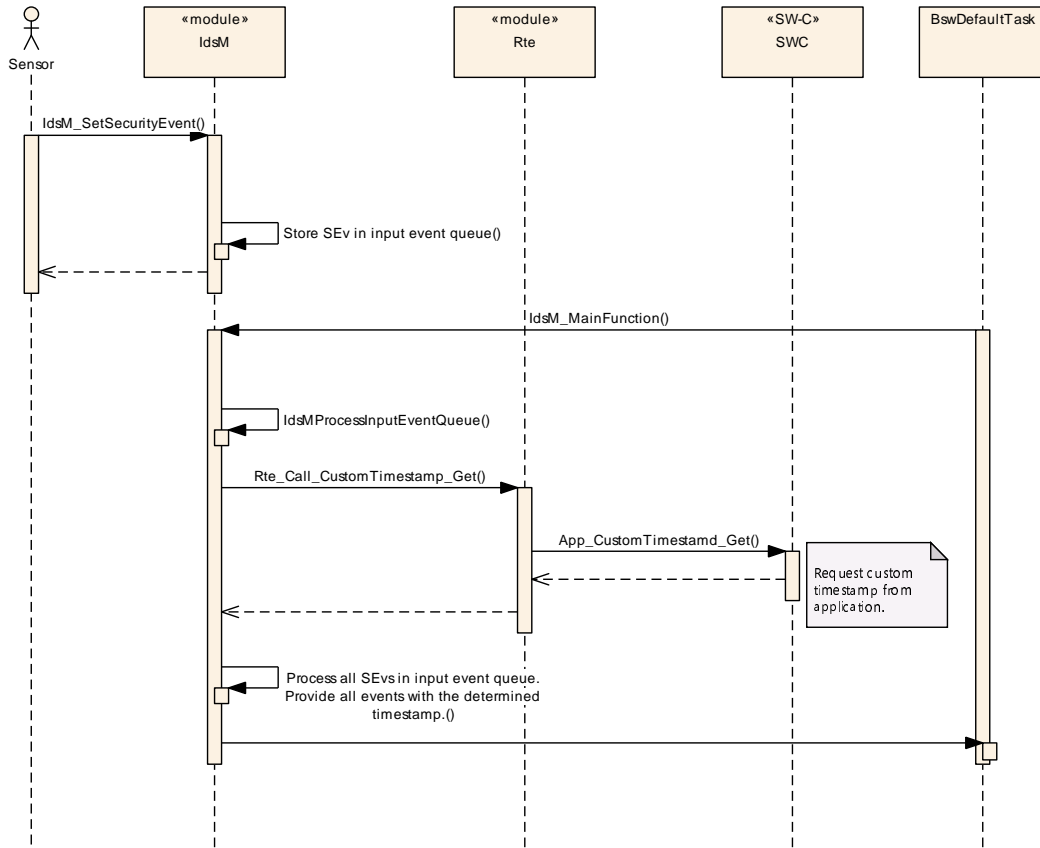 «module»
IdsM
«module»
Rte
«SW-C»
SWC
BswDefaultTask
Sensor
IdsM_SetSecurityEvent()
Store SEv in input event queue()
IdsM_MainFunction()
IdsMProcessInputEventQueue()
Rte_Call_CustomTimestamp_Get()
App_CustomTimestamd_Get()
Request custom
timestamp from
application.
Process all SEvs in input event queue.
Provide all events with the determined
timestamp.()